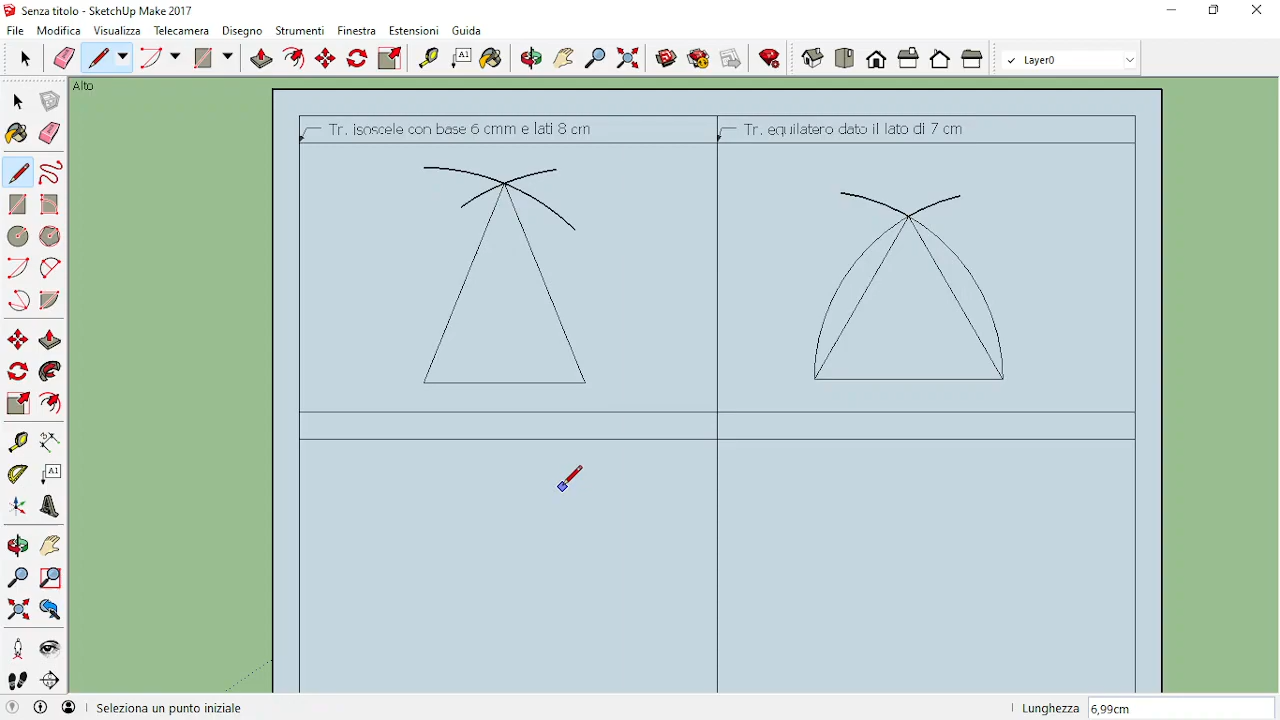 Senza titolo - SketchUp Make 2017
File Modifica Visualizza Telecamera Disegno Strumenti Finestra Estensioni Guida
A1
Layer0
Alto
Tr. isoscele con base 6 cmm e lati 8 cm
Tr. equilatero dato il lato di 7 cm
A1
Seleziona un punto iniziale
Lunghezza 6,99cm